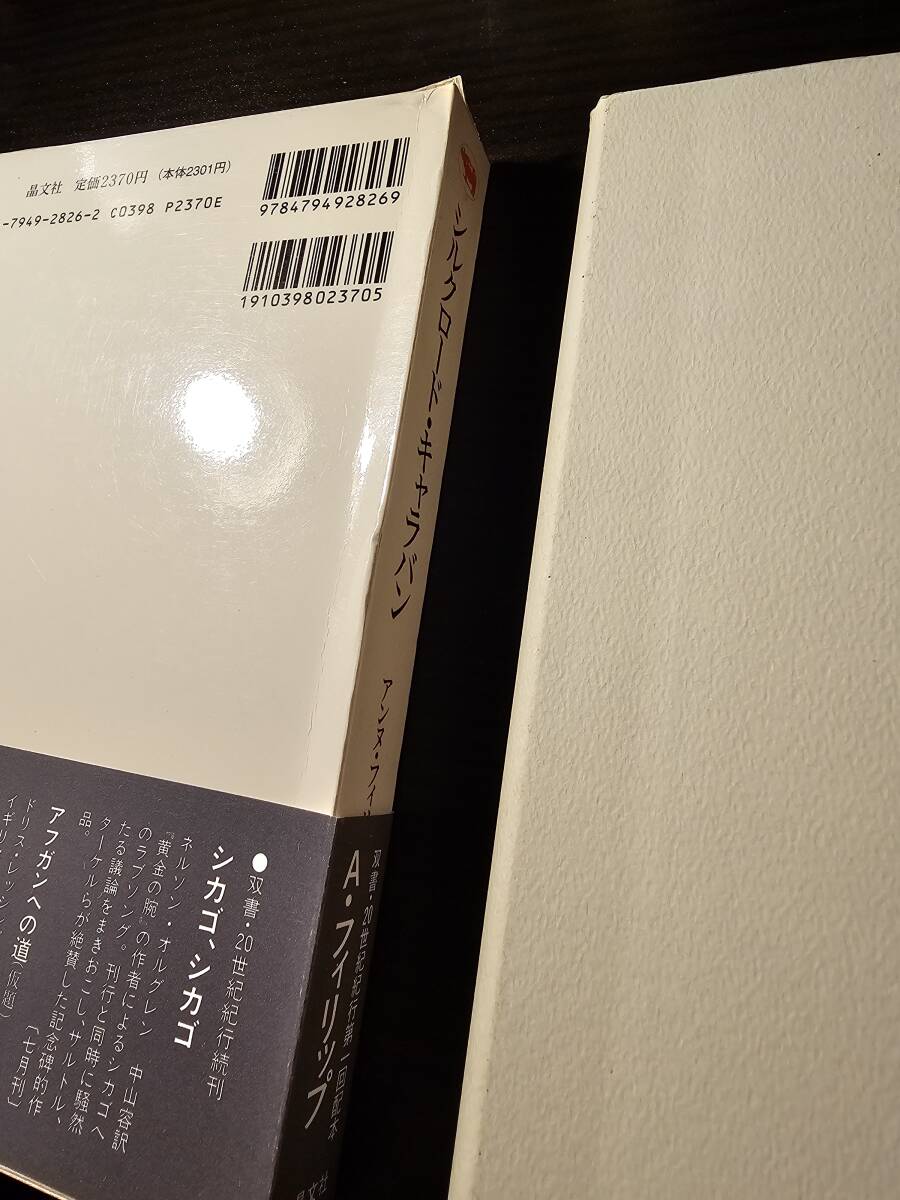 晶文社 定価2370円(本体2301円)
-7949-2826-2 C0398 P2370E
9784794928269
1910398023705
シルクロード・キャラバン
アンヌ・フィリ
双書・20世紀紀行第一回配本
A・フィリップ
晶文社
●双書・20世紀紀行続刊
シカゴ、シカゴ
ネルソン・オルグレン 中山容訳
『黄金の腕』の作者によるシカゴへ
のラブソング。刊行と同時に騒然
たる議論をまきおこし、サルトル、
ターケルらが絶賛した記念碑的作
品。 〔七月刊〕
アフガンへの道(仮題)
ドリス・レッシン
イギリ